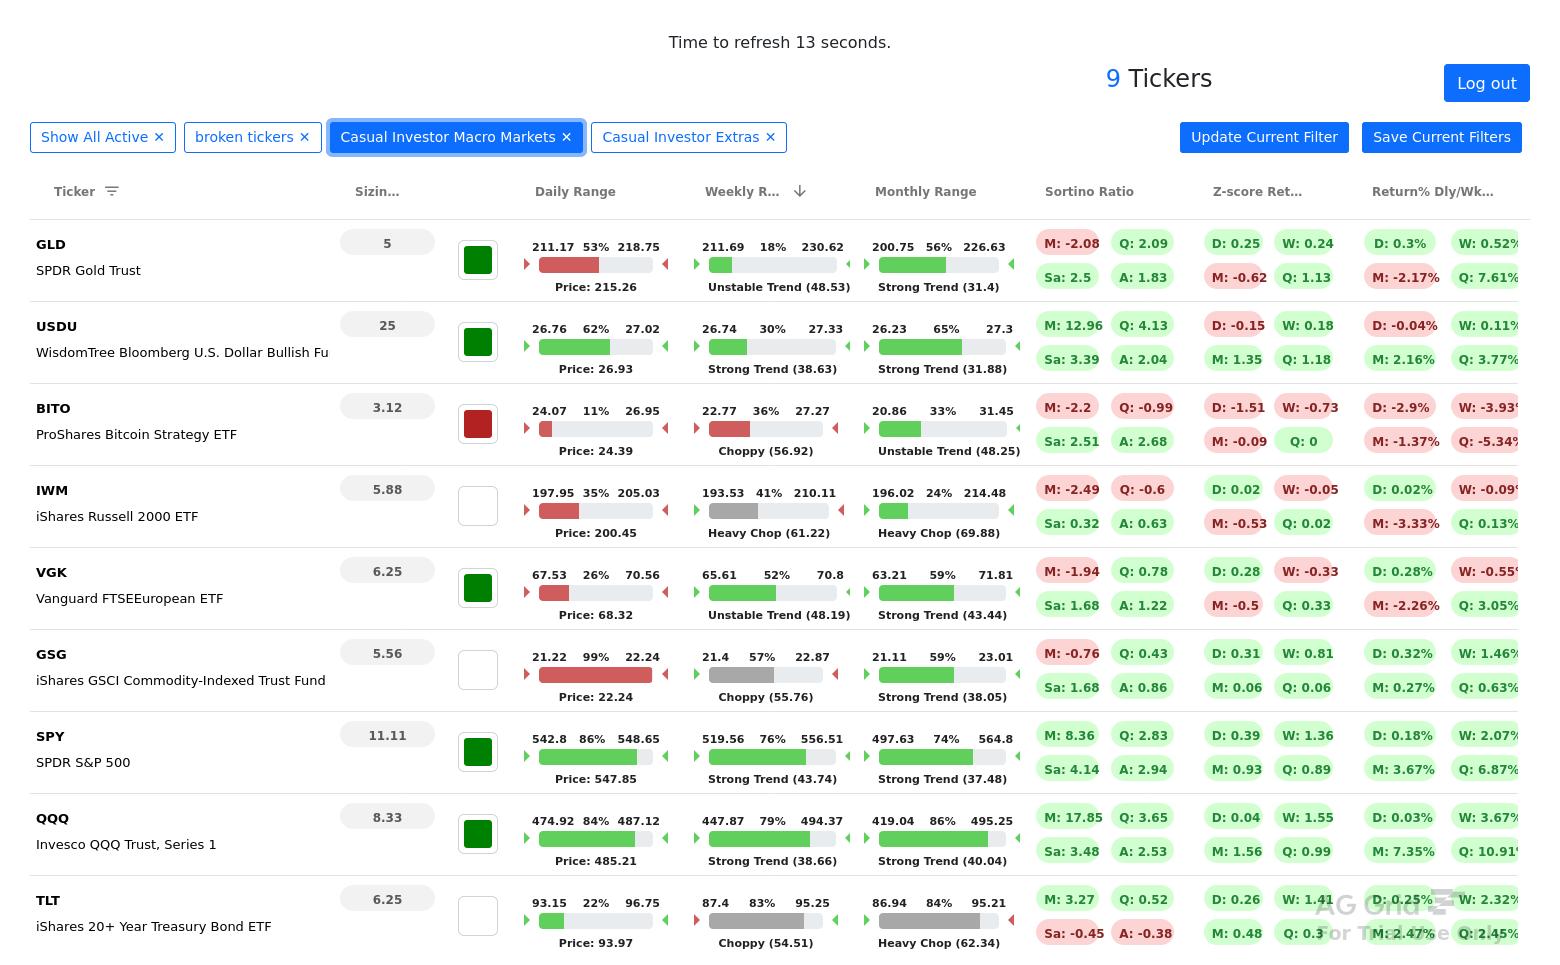 Time to refresh 13 seconds.
9 Tickers
Log out
Show All Active ✕ broken tickers ✕ Casual Investor Macro Markets ✕ Casual Investor Extras ✕ Update Current Filter Save Current Filters
Ticker Sizin... Daily Range Weekly R... Monthly Range Sortino Ratio Z-score Ret... Return% Dly/Wk...
GLD 5 211.17 53% 218.75 211.69 18% 230.62 200.75 56% 226.63 M: -2.08 Q: 2.09 D: 0.25 W: 0.24 D: 0.3% W: 0.52%
SPDR Gold Trust Price: 215.26 Unstable Trend (48.53) Strong Trend (31.4) Sa: 2.5 A: 1.83 M: -0.62 Q: 1.13 M: -2.17% Q: 7.61%
USDU 25 26.76 62% 27.02 26.74 30% 27.33 26.23 65% 27.3 M: 12.96 Q: 4.13 D: -0.15 W: 0.18 D: -0.04% W: 0.11%
WisdomTree Bloomberg U.S. Dollar Bullish Fu Price: 26.93 Strong Trend (38.63) Strong Trend (31.88) Sa: 3.39 A: 2.04 M: 1.35 Q: 1.18 M: 2.16% Q: 3.77%
BITO 3.12 24.07 11% 26.95 22.77 36% 27.27 20.86 33% 31.45 M: -2.2 Q: -0.99 D: -1.51 W: -0.73 D: -2.9% W: -3.93%
ProShares Bitcoin Strategy ETF Price: 24.39 Choppy (56.92) Unstable Trend (48.25) Sa: 2.51 A: 2.68 M: -0.09 Q: 0 M: -1.37% Q: -5.34%
IWM 5.88 197.95 35% 205.03 193.53 41% 210.11 196.02 24% 214.48 M: -2.49 Q: -0.6 D: 0.02 W: -0.05 D: 0.02% W: -0.09%
iShares Russell 2000 ETF Price: 200.45 Heavy Chop (61.22) Heavy Chop (69.88) Sa: 0.32 A: 0.63 M: -0.53 Q: 0.02 M: -3.33% Q: 0.13%
VGK 6.25 67.53 26% 70.56 65.61 52% 70.8 63.21 59% 71.81 M: -1.94 Q: 0.78 D: 0.28 W: -0.33 D: 0.28% W: -0.55%
Vanguard FTSEEuropean ETF Price: 68.32 Unstable Trend (48.19) Strong Trend (43.44) Sa: 1.68 A: 1.22 M: -0.5 Q: 0.33 M: -2.26% Q: 3.05%
GSG 5.56 21.22 99% 22.24 21.4 57% 22.87 21.11 59% 23.01 M: -0.76 Q: 0.43 D: 0.31 W: 0.81 D: 0.32% W: 1.46%
iShares GSCI Commodity-Indexed Trust Fund Price: 22.24 Choppy (55.76) Strong Trend (38.05) Sa: 1.68 A: 0.86 M: 0.06 Q: 0.06 M: 0.27% Q: 0.63%
SPY 11.11 542.8 86% 548.65 519.56 76% 556.51 497.63 74% 564.8 M: 8.36 Q: 2.83 D: 0.39 W: 1.36 D: 0.18% W: 2.07%
SPDR S&P 500 Price: 547.85 Strong Trend (43.74) Strong Trend (37.48) Sa: 4.14 A: 2.94 M: 0.93 Q: 0.89 M: 3.67% Q: 6.87%
QQQ 8.33 474.92 84% 487.12 447.87 79% 494.37 419.04 86% 495.25 M: 17.85 Q: 3.65 D: 0.04 W: 1.55 D: 0.03% W: 3.67%
Invesco QQQ Trust, Series 1 Price: 485.21 Strong Trend (38.66) Strong Trend (40.04) Sa: 3.48 A: 2.53 M: 1.56 Q: 0.99 M: 7.35% Q: 10.91%
TLT 6.25 93.15 22% 96.75 87.4 83% 95.25 86.94 84% 95.21 M: 3.27 Q: 0.52 D: 0.26 W: 1.41 D: 0.25% W: 2.32%
iShares 20+ Year Treasury Bond ETF Price: 93.97 Choppy (54.51) Heavy Chop (62.34) Sa: -0.45 A: -0.38 M: 0.48 Q: 0.3 M: 2.47% Q: 2.45%
AG Grid
For Trial Use Only